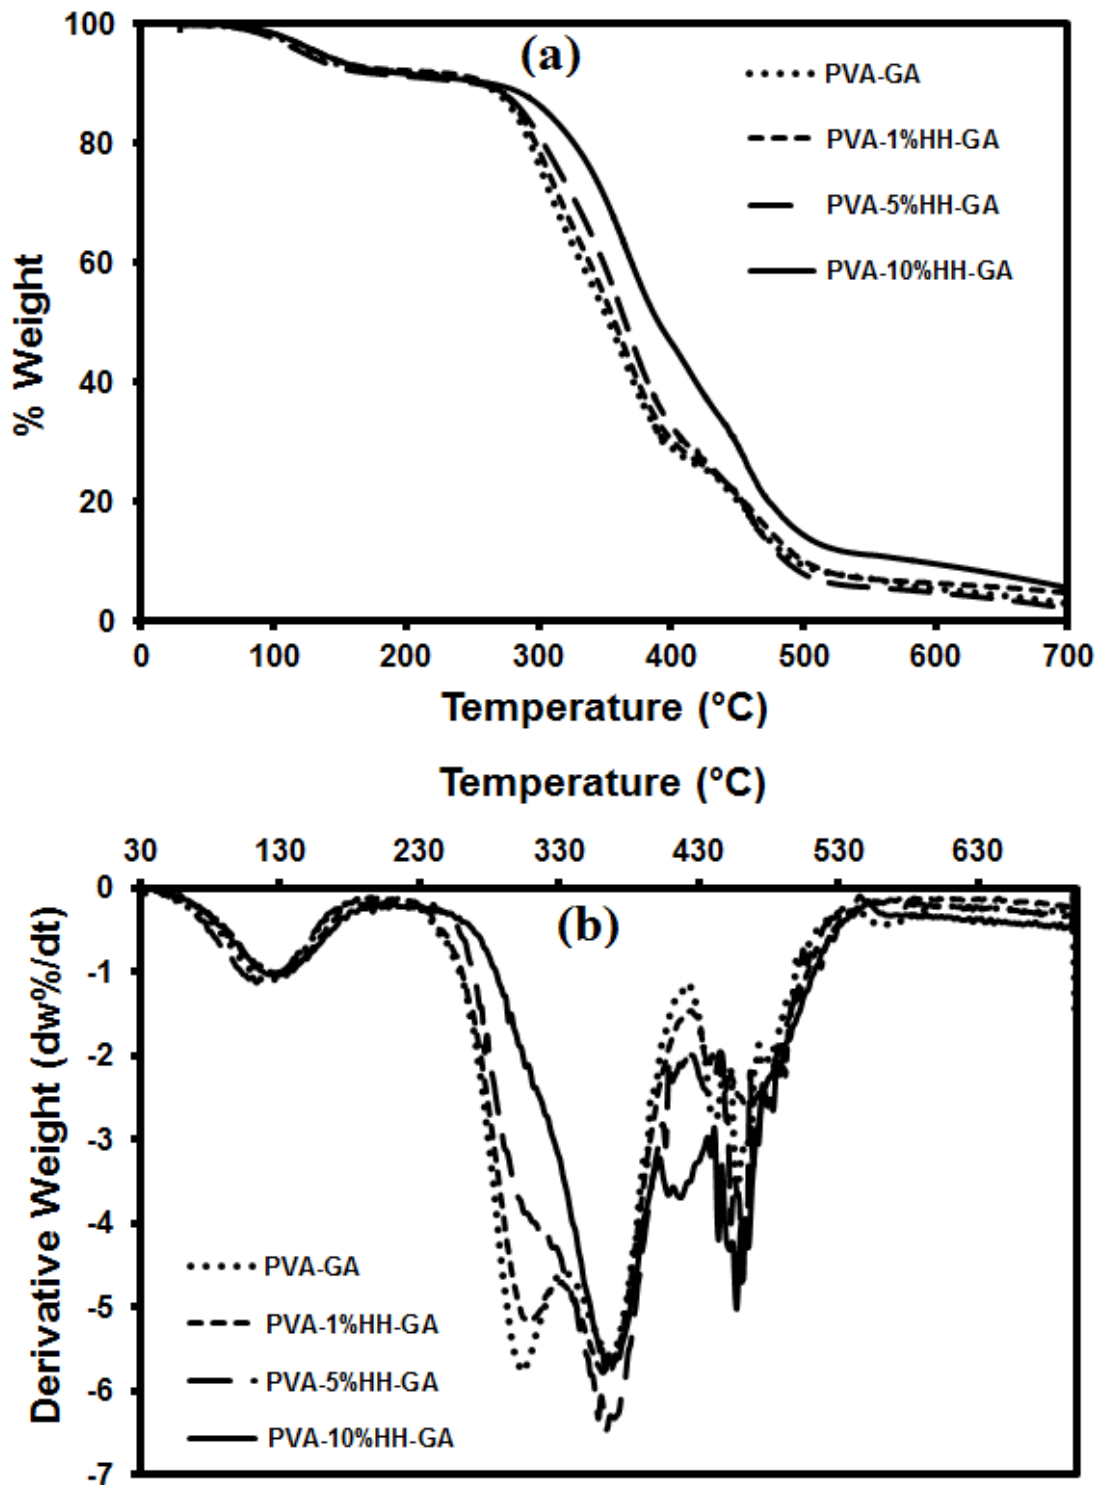 100
80
60
40
20
0
% Weight
(a)
PVA-GA
PVA-1%HH-GA
PVA-5%HH-GA
PVA-10%HH-GA
0 100 200 300 400 500 600 700
Temperature (°C)
Temperature (°C)
30 130 230 330 430 530 630
0
-1
-2
-3
-4
-5
-6
-7
Derivative Weight (dw%/dt)
(b)
PVA-GA
PVA-1%HH-GA
PVA-5%HH-GA
PVA-10%HH-GA